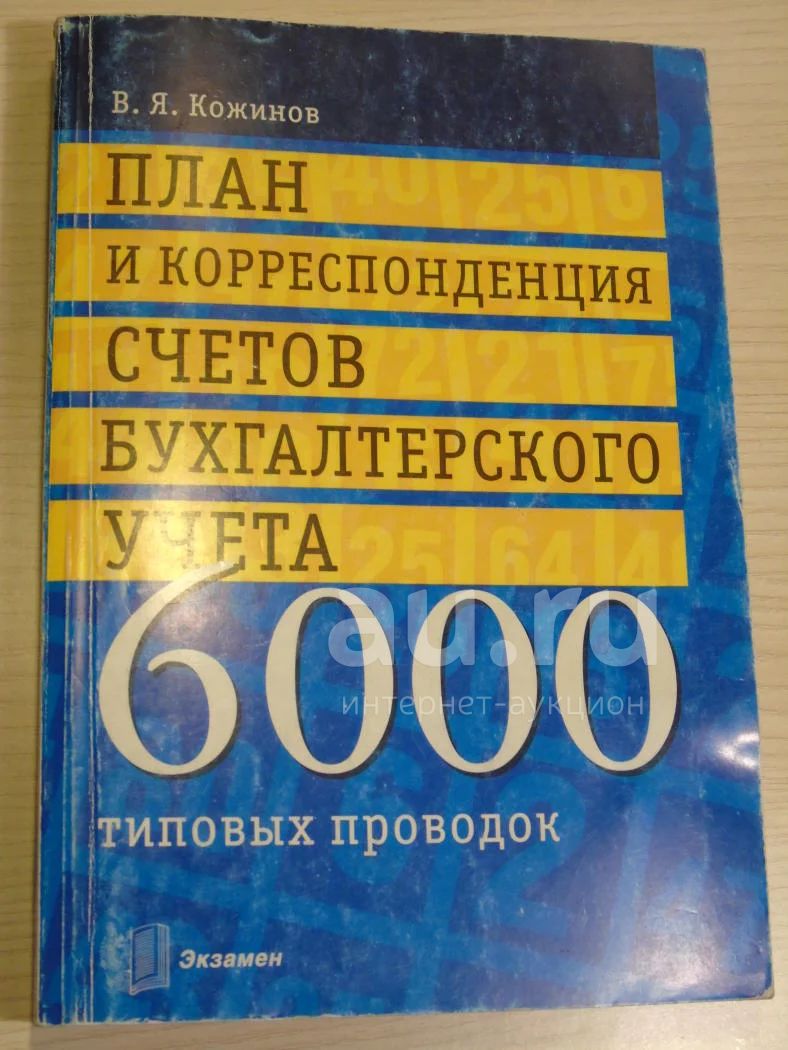 В. Я. Кожинов
ПЛАН
И КОРРЕСПОНДЕНЦИЯ
СЧЕТОВ
БУХГАЛТЕРСКОГО
УЧЕТА
6000
au.ru
интернет-аукцион
типовых проводок
Экзамен